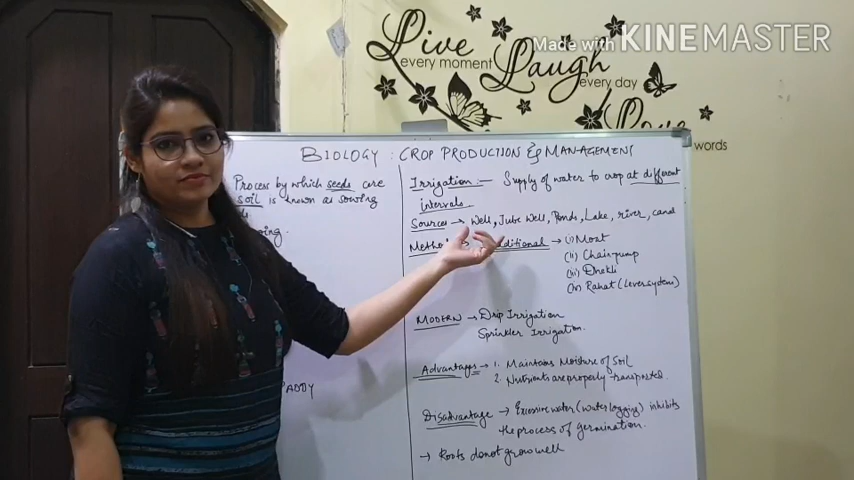 Made with KINEMASTER
Live
every moment
Laugh
every day
Love
words
BIOLOGY : CROP PRODUCTION & MANAGEMENT
Process by which seeds are
soil is known as sowing
Irrigation :- Supply of water to crop at different
intervals.
Sources → Well, Tube Well, Ponds, Lake, river, canal
→ (i) Moat
(ii) Chain-pump
(iii) Dhekli
(iv) Rahat (Lever system)
MODERN → Drip Irrigation
Sprinkler Irrigation.
Advantages → 1. Maintains Moisture of Soil
2. Nutrients are properly transported.
Disadvantage → Excessive water (water logging) inhibits
the process of germination.
→ Roots do not grow well
ADDY